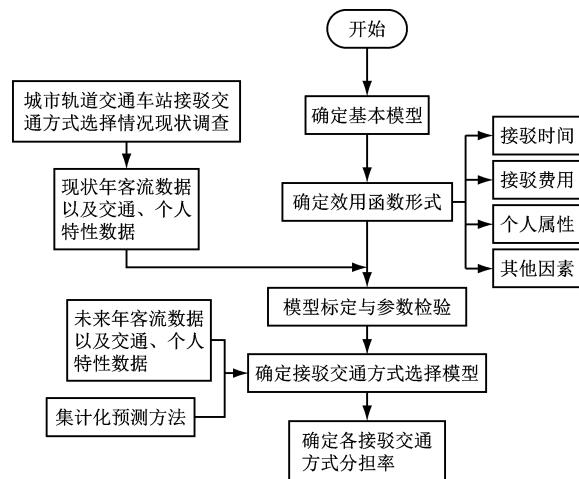 开始
城市轨道交通车站接驳交
通方式选择情况现状调查
确定基本模型
现状年客流数据
以及交通、个人
特性数据
确定效用函数形式
接驳时间
接驳费用
个人属性
其他因素
模型标定与参数检验
未来年客流数据
以及交通、个人
特性数据
确定接驳交通方式选择模型
集计化预测方法
确定各接驳交通
方式分担率